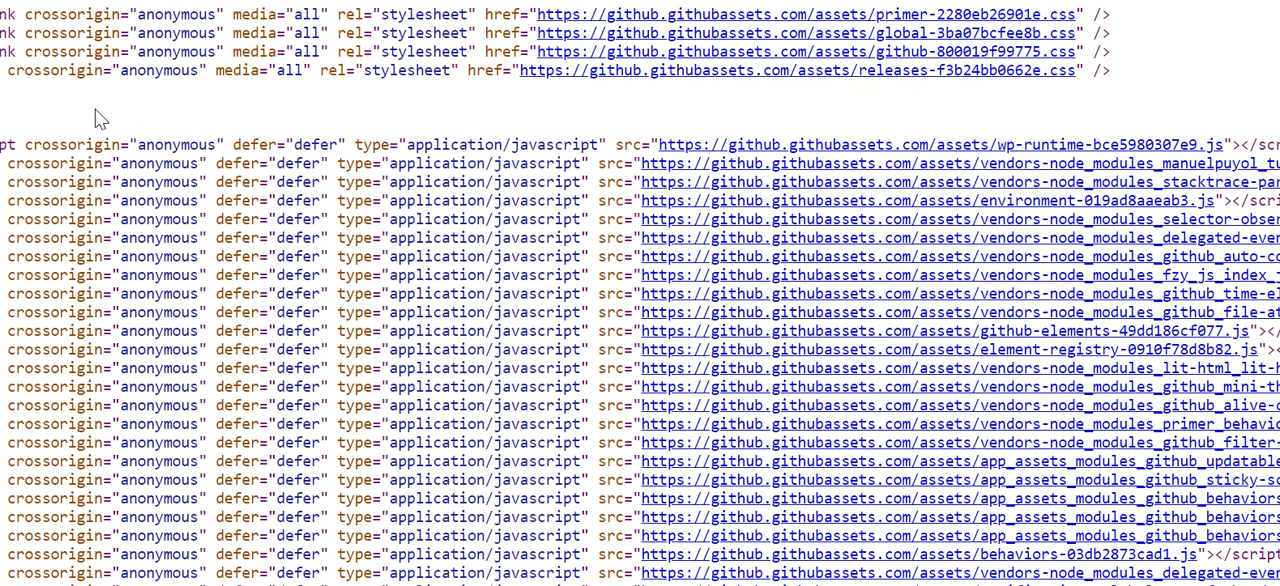 nk crossorigin="anonymous" media="all" rel="stylesheet" href="https://github.githubassets.com/assets/primer-2280eb26901e.css" />
nk crossorigin="anonymous" media="all" rel="stylesheet" href="https://github.githubassets.com/assets/global-3ba07bcfee8b.css" />
nk crossorigin="anonymous" media="all" rel="stylesheet" href="https://github.githubassets.com/assets/github-800019f99775.css" />
crossorigin="anonymous" media="all" rel="stylesheet" href="https://github.githubassets.com/assets/releases-f3b24bb0662e.css" />
pt crossorigin="anonymous" defer="defer" type="application/javascript" src="https://github.githubassets.com/assets/wp-runtime-bce5980307e9.js"></scr
crossorigin="anonymous" defer="defer" type="application/javascript" src="https://github.githubassets.com/assets/vendors-node_modules_manuelpuyol_tu
crossorigin="anonymous" defer="defer" type="application/javascript" src="https://github.githubassets.com/assets/vendors-node_modules_stacktrace-par
crossorigin="anonymous" defer="defer" type="application/javascript" src="https://github.githubassets.com/assets/environment-019ad8aaeab3.js"></scri
crossorigin="anonymous" defer="defer" type="application/javascript" src="https://github.githubassets.com/assets/vendors-node_modules_selector-obser
crossorigin="anonymous" defer="defer" type="application/javascript" src="https://github.githubassets.com/assets/vendors-node_modules_delegated-even
crossorigin="anonymous" defer="defer" type="application/javascript" src="https://github.githubassets.com/assets/vendors-node_modules_github_auto-co
crossorigin="anonymous" defer="defer" type="application/javascript" src="https://github.githubassets.com/assets/vendors-node_modules_fzy_js_index_j
crossorigin="anonymous" defer="defer" type="application/javascript" src="https://github.githubassets.com/assets/vendors-node_modules_github_time-el
crossorigin="anonymous" defer="defer" type="application/javascript" src="https://github.githubassets.com/assets/vendors-node_modules_github_file-at
crossorigin="anonymous" defer="defer" type="application/javascript" src="https://github.githubassets.com/assets/github-elements-49dd186cf077.js"></
crossorigin="anonymous" defer="defer" type="application/javascript" src="https://github.githubassets.com/assets/element-registry-0910f78d8b82.js"><
crossorigin="anonymous" defer="defer" type="application/javascript" src="https://github.githubassets.com/assets/vendors-node_modules_lit-html_lit-h
crossorigin="anonymous" defer="defer" type="application/javascript" src="https://github.githubassets.com/assets/vendors-node_modules_github_mini-th
crossorigin="anonymous" defer="defer" type="application/javascript" src="https://github.githubassets.com/assets/vendors-node_modules_github_alive-c
crossorigin="anonymous" defer="defer" type="application/javascript" src="https://github.githubassets.com/assets/vendors-node_modules_primer_behavio
crossorigin="anonymous" defer="defer" type="application/javascript" src="https://github.githubassets.com/assets/vendors-node_modules_github_filter-
crossorigin="anonymous" defer="defer" type="application/javascript" src="https://github.githubassets.com/assets/app_assets_modules_github_updatable
crossorigin="anonymous" defer="defer" type="application/javascript" src="https://github.githubassets.com/assets/app_assets_modules_github_sticky-sc
crossorigin="anonymous" defer="defer" type="application/javascript" src="https://github.githubassets.com/assets/app_assets_modules_github_behaviors
crossorigin="anonymous" defer="defer" type="application/javascript" src="https://github.githubassets.com/assets/app_assets_modules_github_behaviors
crossorigin="anonymous" defer="defer" type="application/javascript" src="https://github.githubassets.com/assets/app_assets_modules_github_behaviors
crossorigin="anonymous" defer="defer" type="application/javascript" src="https://github.githubassets.com/assets/behaviors-03db2873cad1.js"></script
crossorigin="anonymous" defer="defer" type="application/javascript" src="https://github.githubassets.com/assets/vendors-node_modules_delegated-even